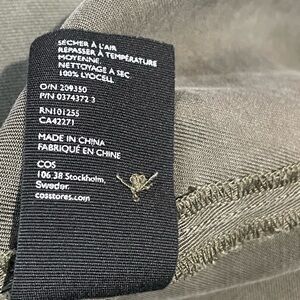 SÉCHER À L'AIR
REPASSER À TEMPÉRATURE
MOYENNE.
NETTOYAGE À SEC
100% LYOCELL
O/N 209350
P/N 0374372 3
RN101255
CA42271
MADE IN CHINA
FABRIQUÉ EN CHINE
COS
106 38 Stockholm,
Sweden.
cosstores.com